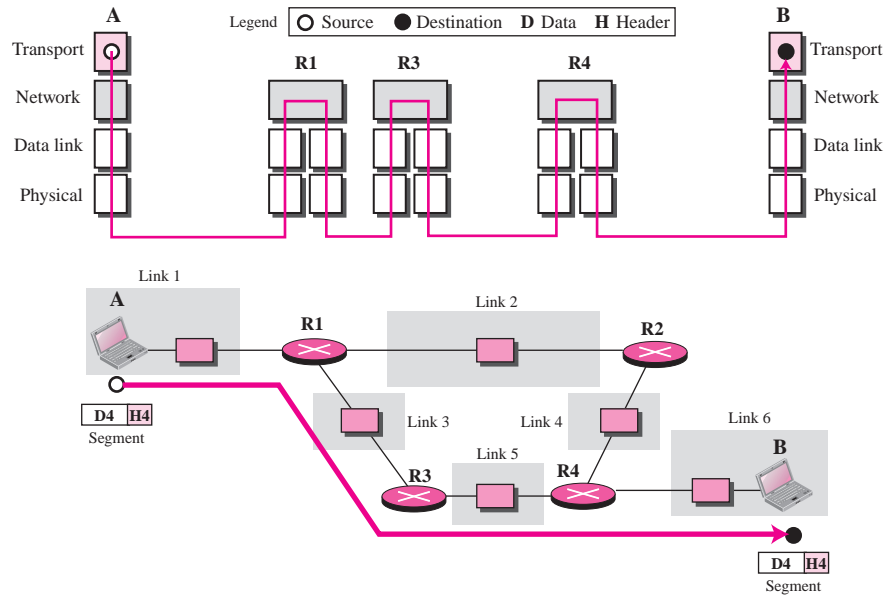 A
Legend
Source
Destination
D Data
H Header
B
Transport
Transport
R1
R3
R4
Network
Network
Data link
Data link
Physical
Physical
Link 1
A
Link 2
R1
R2
D4 H4
Segment
Link 3
Link 4
Link 6
B
Link 5
R3
R4
D4 H4
Segment